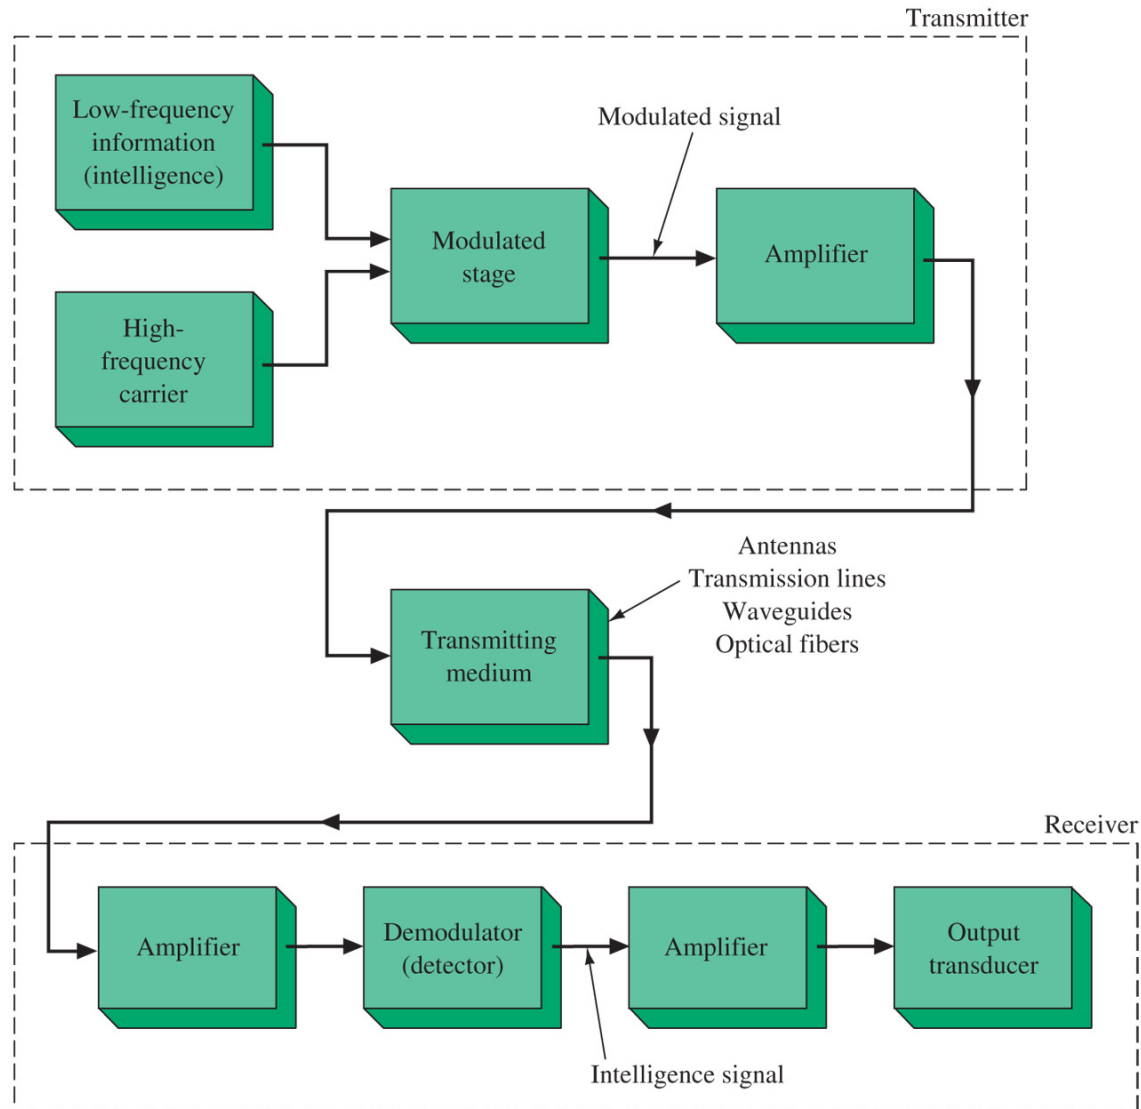 Transmitter
Low-frequency
information
(intelligence)
Modulated signal
Modulated
stage
Amplifier
High-
frequency
carrier
Antennas
Transmission lines
Waveguides
Optical fibers
Transmitting
medium
Receiver
Amplifier
Demodulator
(detector)
Amplifier
Output
transducer
Intelligence signal